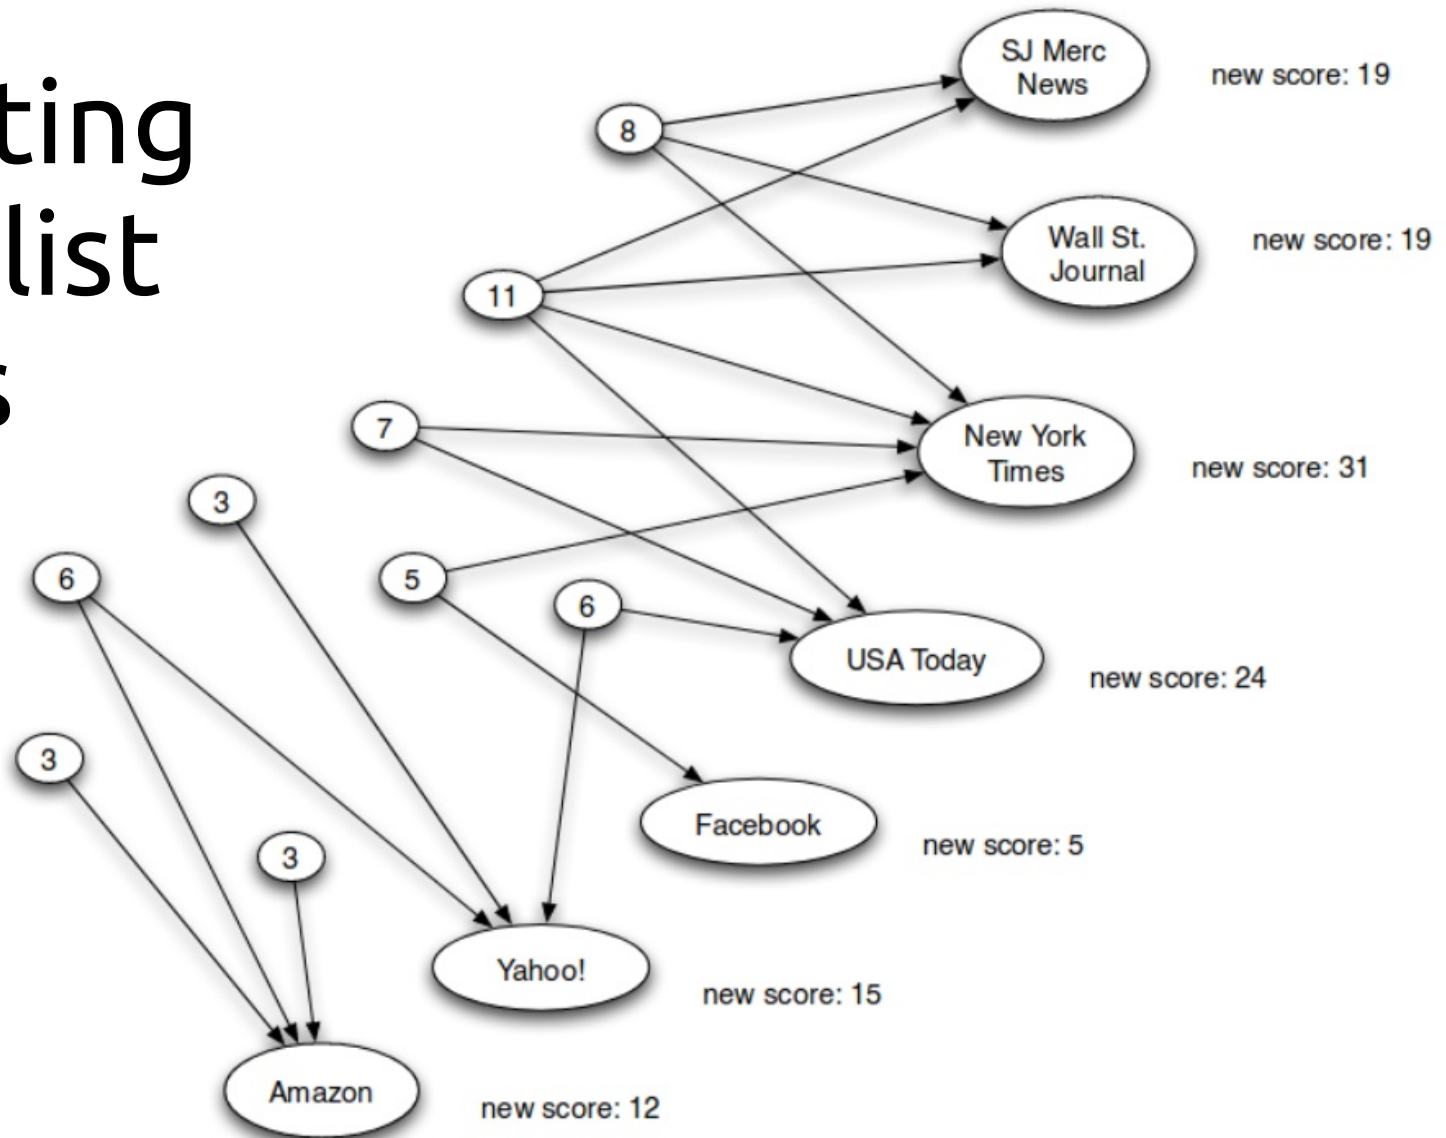 ting
list
s
SJ Merc
News
new score: 19
8
Wall St.
Journal
new score: 19
11
New York
Times
new score: 31
7
3
5
6
6
USA Today
new score: 24
3
Facebook
new score: 5
3
Yahoo!
new score: 15
Amazon
new score: 12